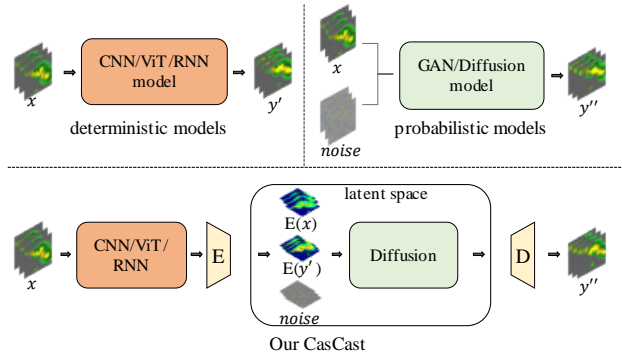 x
CNN/ViT/RNN
model
y'
deterministic models
x
noise
GAN/Diffusion
model
y''
probabilistic models
x
CNN/ViT/
RNN
E
latent space
E(x)
E(y')
noise
Diffusion
D
y''
Our CasCast